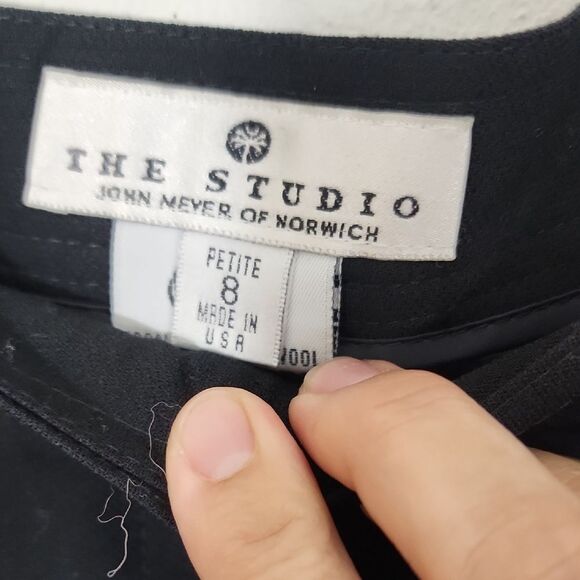 THE STUDIO
JOHN MEYER OF NORWICH
PETITE
8
MADE IN
USA